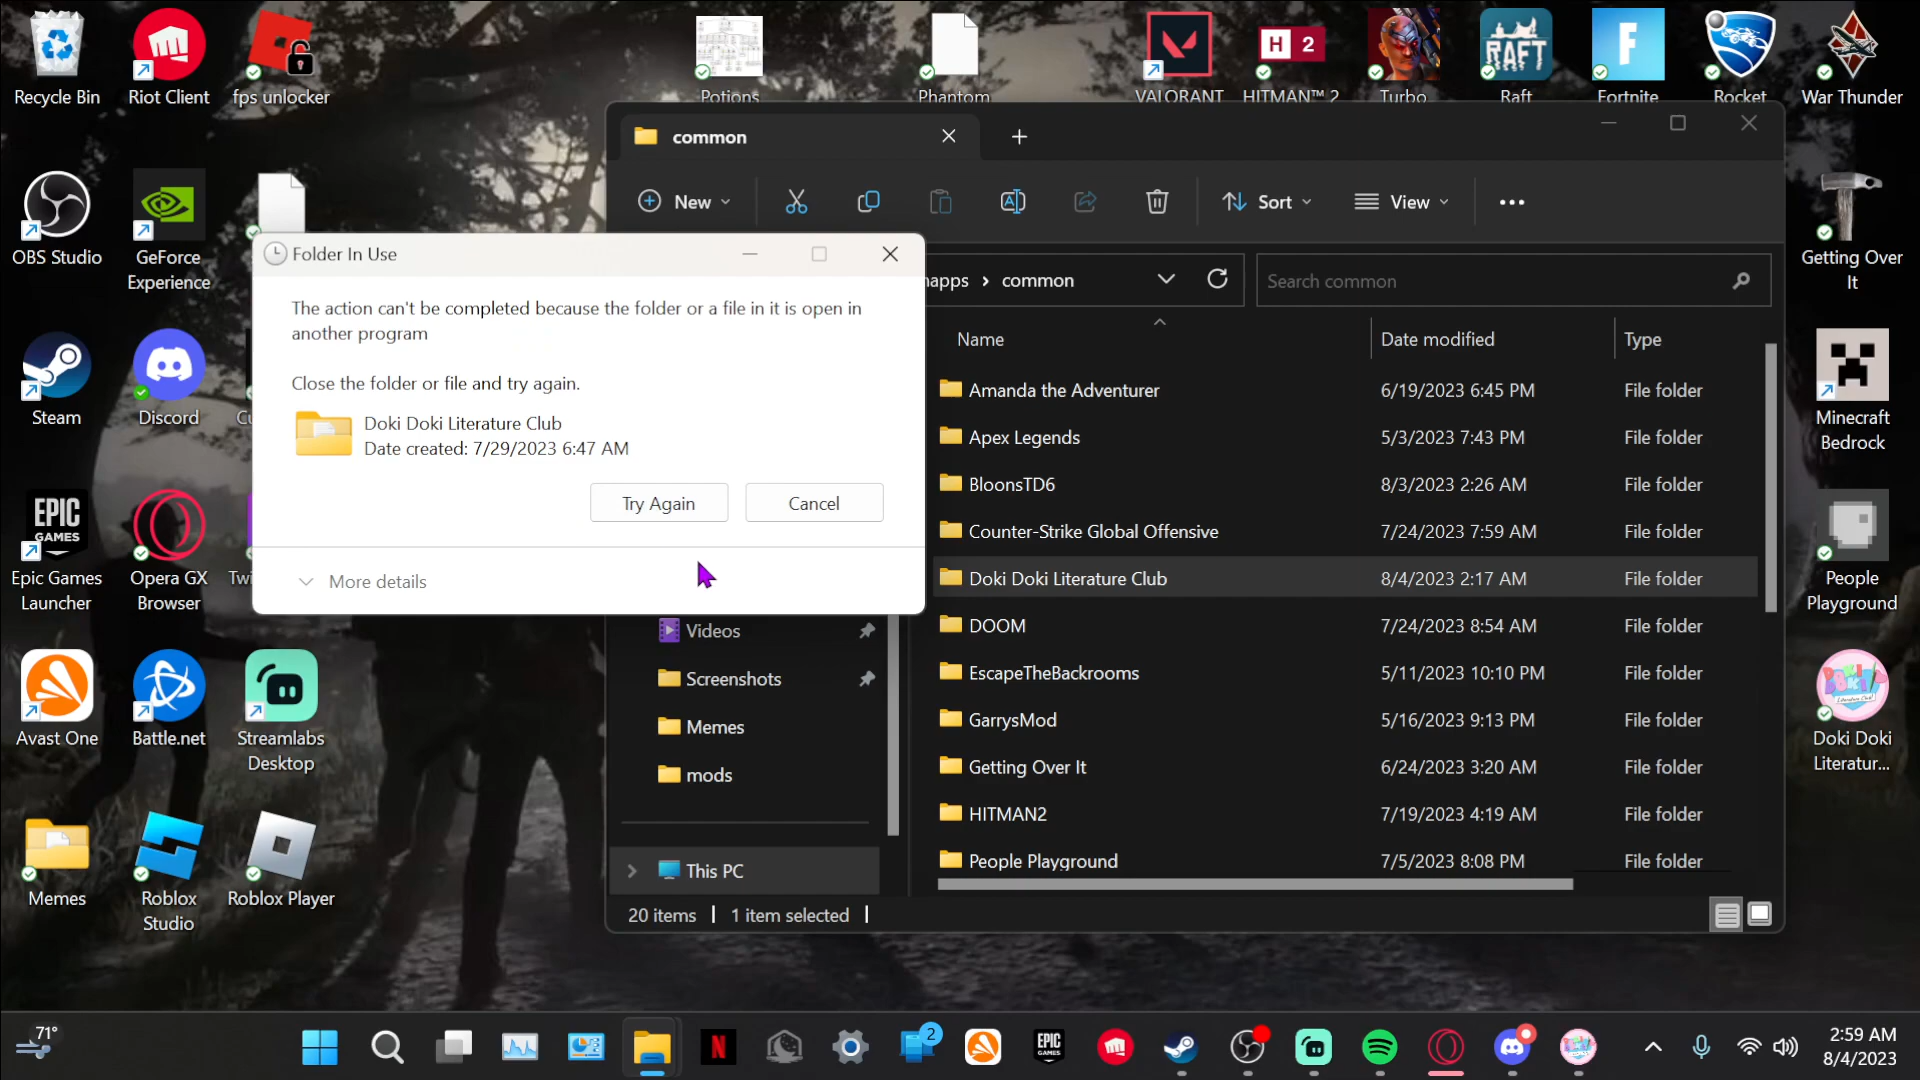 Recycle Bin
Riot Client
fps unlocker
Potions
Phantom
VALORANT
HITMAN™ 2
Turbo
Raft
Fortnite
Rocket
War Thunder
H 2
RAFT
F
common
New
Sort
View
OBS Studio
GeForce
Experience
Getting Over
It
Folder In Use
The action can't be completed because the folder or a file in it is open in
another program
Close the folder or file and try again.
Doki Doki Literature Club
Date created: 7/29/2023 6:47 AM
Try Again
Cancel
More details
apps › common
Search common
Name
Date modified
Type
Amanda the Adventurer 6/19/2023 6:45 PM File folder
Apex Legends 5/3/2023 7:43 PM File folder
BloonsTD6 8/3/2023 2:26 AM File folder
Counter-Strike Global Offensive 7/24/2023 7:59 AM File folder
Doki Doki Literature Club 8/4/2023 2:17 AM File folder
DOOM 7/24/2023 8:54 AM File folder
EscapeTheBackrooms 5/11/2023 10:10 PM File folder
GarrysMod 5/16/2023 9:13 PM File folder
Getting Over It 6/24/2023 3:20 AM File folder
HITMAN2 7/19/2023 4:19 AM File folder
People Playground 7/5/2023 8:08 PM File folder
Steam
Discord
Minecraft
Bedrock
EPIC
GAMES
Epic Games
Launcher
Opera GX
Browser
People
Playground
Videos
Screenshots
Memes
mods
This PC
20 items
1 item selected
Avast One
Battle.net
Streamlabs
Desktop
DOKI DOKI
Literature Club!
Doki Doki
Literatur...
Memes
Roblox
Studio
Roblox Player
71°
N
2
EPIC
GAMES
2:59 AM
8/4/2023